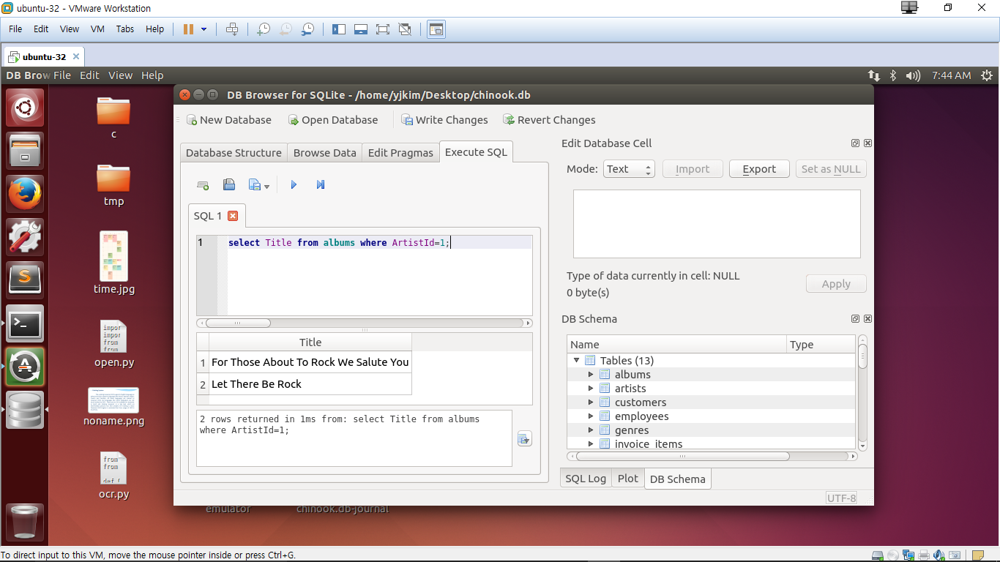 ubuntu-32 - VMware Workstation
File Edit View VM Tabs Help
ubuntu-32
DB Brow File Edit View Help
7:44 AM
DB Browser for SQLite - /home/yjkim/Desktop/chinook.db
New Database Open Database Write Changes Revert Changes
Database Structure Browse Data Edit Pragmas Execute SQL
SQL 1
1 select Title from albums where ArtistId=1;
Title
1 For Those About To Rock We Salute You
2 Let There Be Rock
2 rows returned in 1ms from: select Title from albums
where ArtistId=1;
Edit Database Cell
Mode: Text Import Export Set as NULL
Type of data currently in cell: NULL
0 byte(s)
Apply
DB Schema
Name Type
Tables (13)
albums
artists
customers
employees
genres
invoice_items
SQL Log Plot DB Schema
UTF-8
c
tmp
time.jpg
impor
impor
from
from
open.py
noname.png
from
from
def (
ocr.py
emulator chinook.db-journal
To direct input to this VM, move the mouse pointer inside or press Ctrl+G.